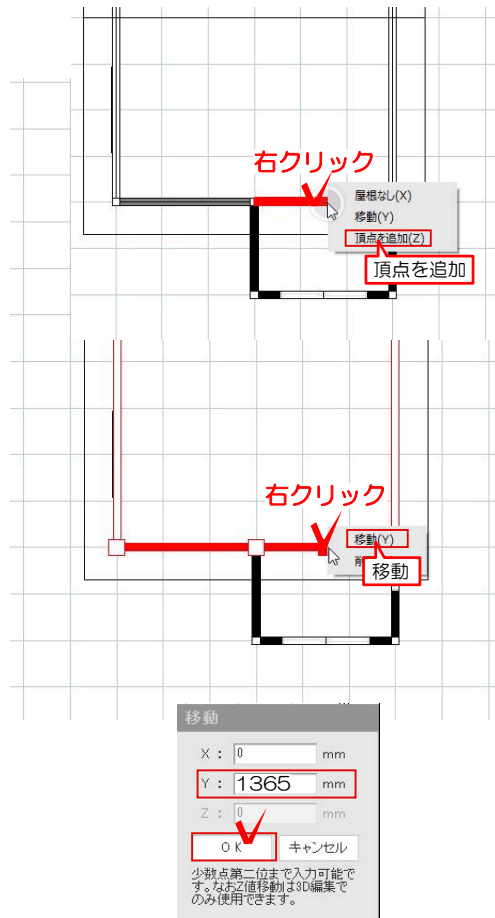 右クリック
屋根なし(X)
移動(Y)
頂点を追加(Z)
頂点を追加
右クリック
移動(Y)
移動
移動
X : 0 mm
Y : 1365 mm
Z : 0 mm
OK キャンセル
少数点第二位まで入力可能で
す。なおZ値移動は3D編集で
のみ使用できます。